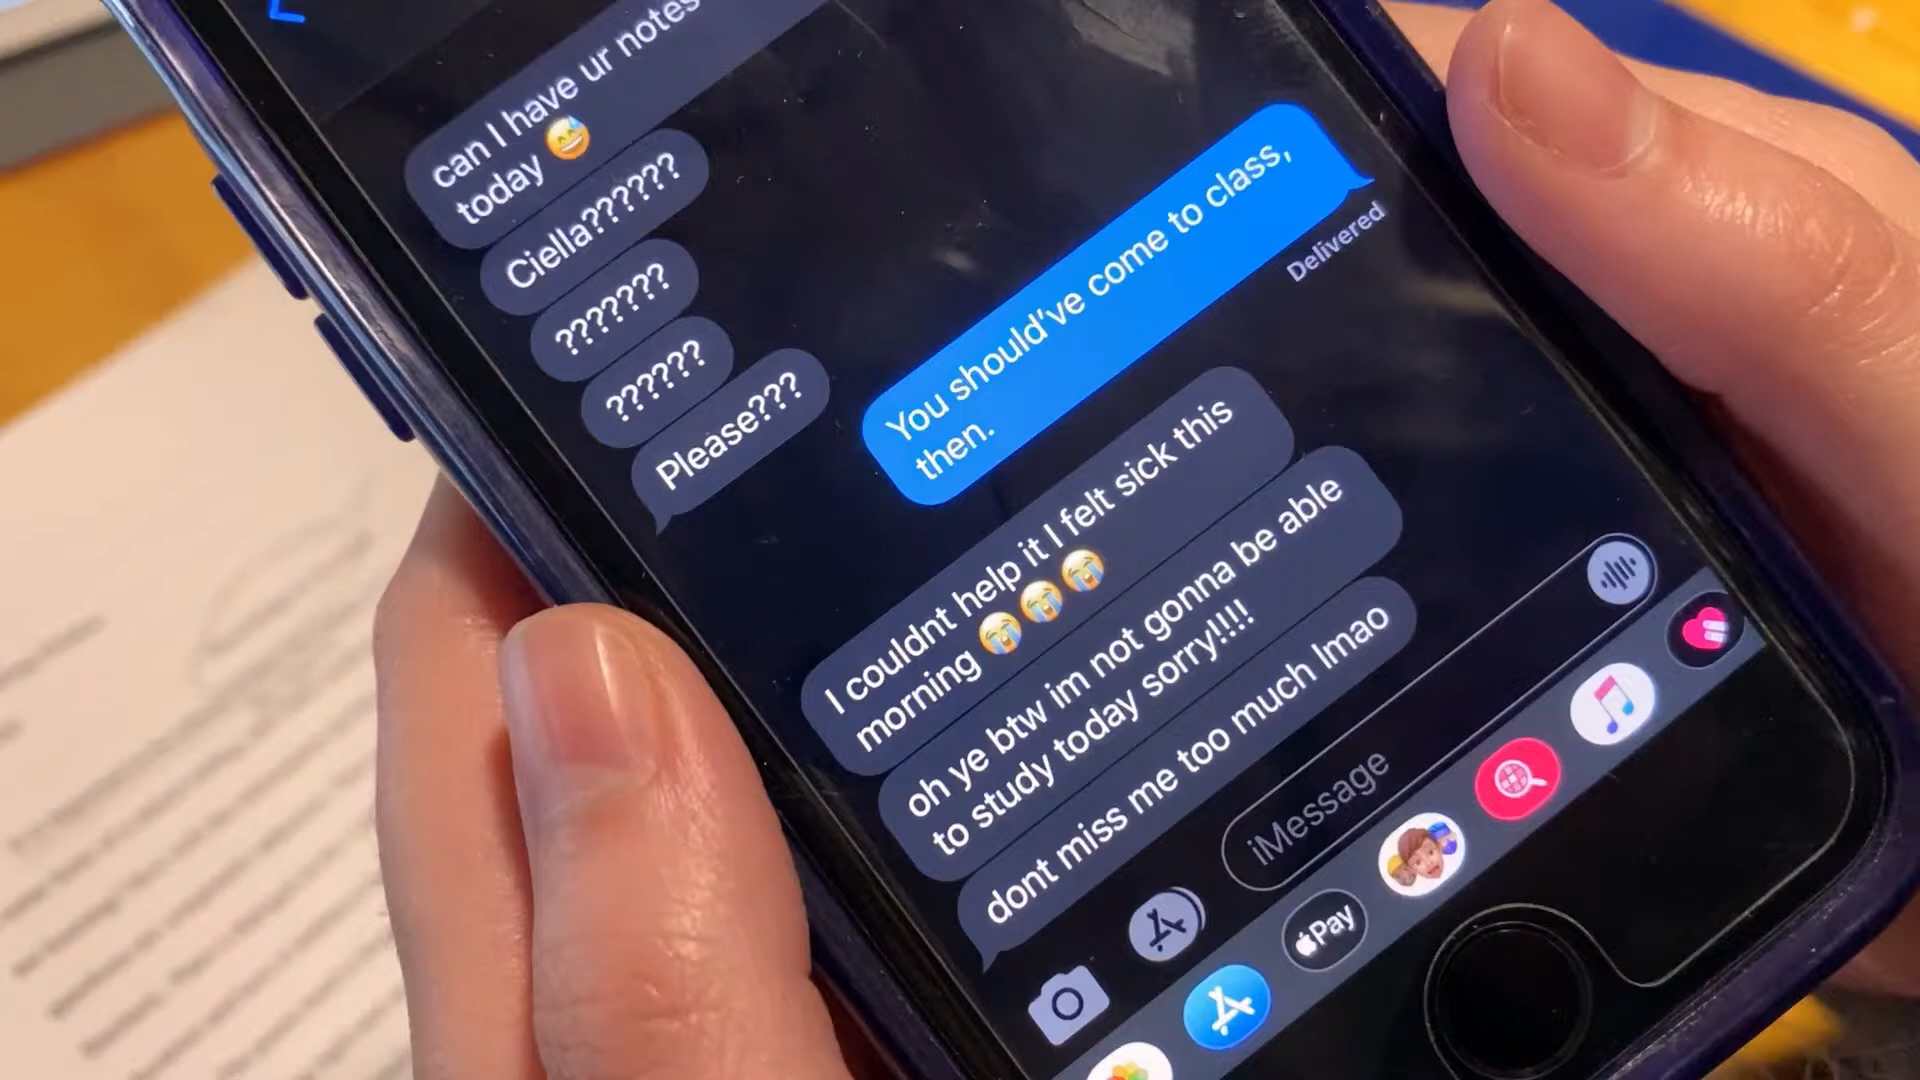 can I have ur notes
today 😅
Ciella??????
???????
??????
Please???
You should've come to class,
then.
Delivered
I couldnt help it I felt sick this
morning 😭😭😭
oh ye btw im not gonna be able
to study today sorry!!!!
dont miss me too much lmao
iMessage
Pay